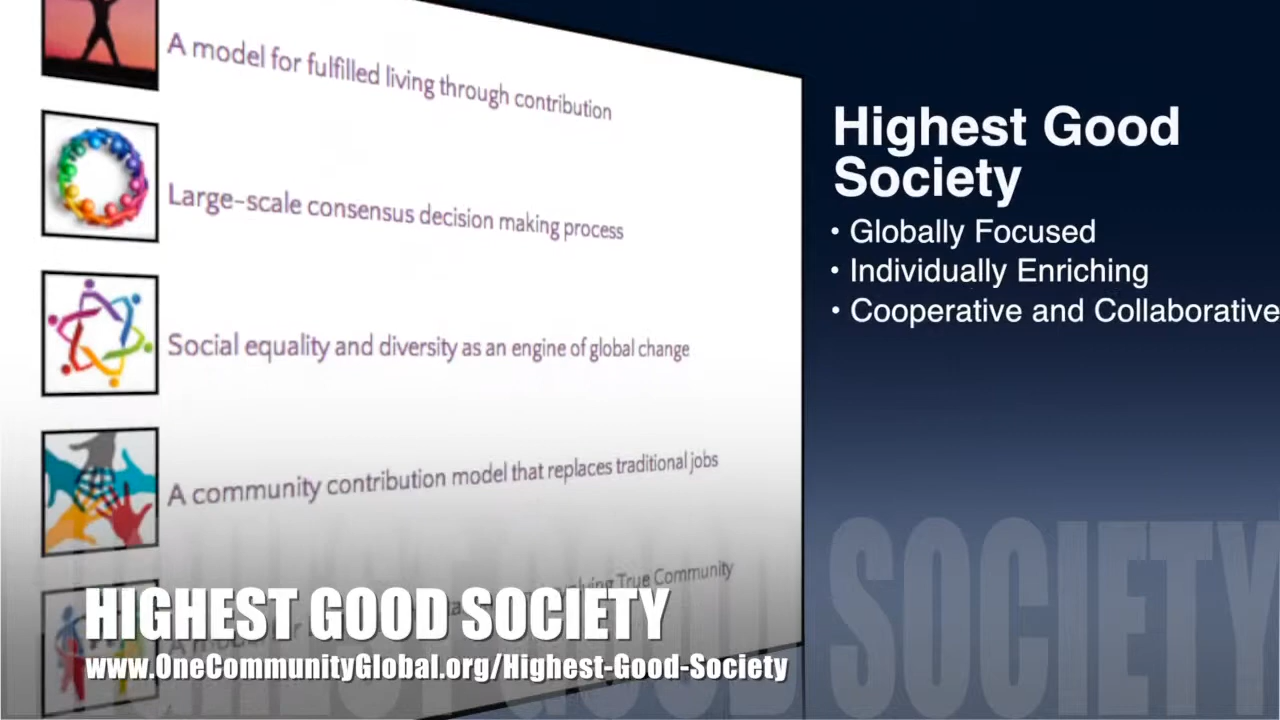 A model for fulfilled living through contribution
Large-scale consensus decision making process
Social equality and diversity as an engine of global change
A community contribution model that replaces traditional jobs
True Community
Highest Good
Society
• Globally Focused
• Individually Enriching
• Cooperative and Collaborative
HIGHEST GOOD SOCIETY
HIGHEST GOOD SOCIETY
www.OneCommunityGlobal.org/Highest-Good-Society